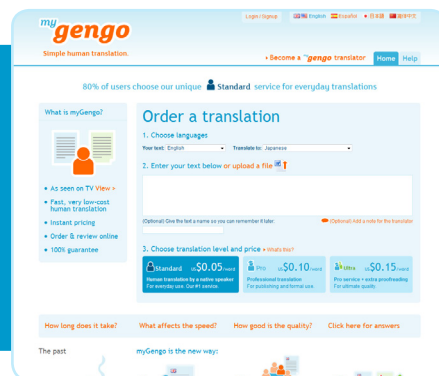 my gengo
Simple human translation.
Login / Signup
English
Español
日本語
简体中文
Become a mygengo translator
Home
Help
80% of users choose our unique Standard service for everyday translations
What is myGengo?
As seen on TV View »
Fast, very low-cost
human translation
Instant pricing
Order & review online
100% guarantee
Order a translation
1. Choose languages
Your text: English
Translate to: Japanese
2. Enter your text below or upload a file
(Optional) Give the text a name so you can remember it later.
(Optional) Add a note for the translator
3. Choose translation level and price » What's this?
Standard US$0.05/word
Human translation by a native speaker
For everyday use. Our #1 service.
Pro US$0.10/word
Professional translation
For publishing and formal use.
Ultra US$0.15/word
Pro service + extra proofreading
For ultimate quality.
How long does it take?
What affects the speed?
How good is the quality?
Click here for answers
The past
myGengo is the new way: